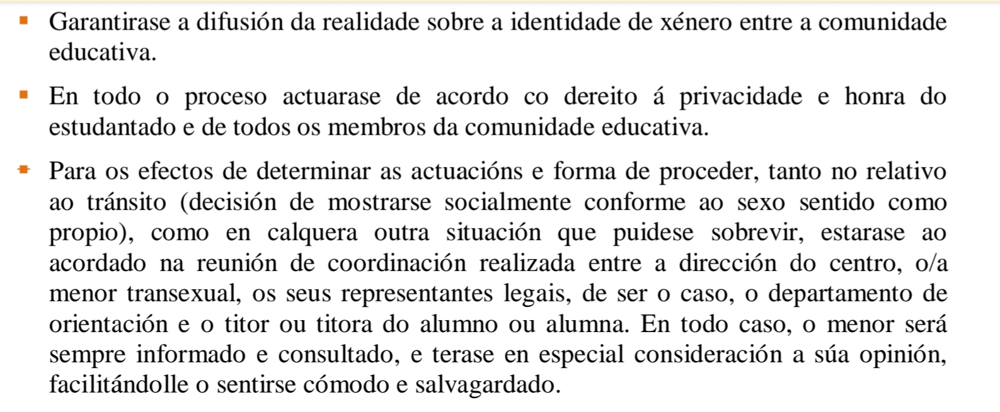 ▪ Garantirase a difusión da realidade sobre a identidade de xénero entre a comunidade
educativa.
▪ En todo o proceso actuarase de acordo co dereito á privacidade e honra do
estudantado e de todos os membros da comunidade educativa.
▪ Para os efectos de determinar as actuacións e forma de proceder, tanto no relativo
ao tránsito (decisión de mostrarse socialmente conforme ao sexo sentido como
propio), como en calquera outra situación que puidese sobrevir, estarase ao
acordado na reunión de coordinación realizada entre a dirección do centro, o/a
menor transexual, os seus representantes legais, de ser o caso, o departamento de
orientación e o titor ou titora do alumno ou alumna. En todo caso, o menor será
sempre informado e consultado, e terase en especial consideración a súa opinión,
facilitándolle o sentirse cómodo e salvagardado.